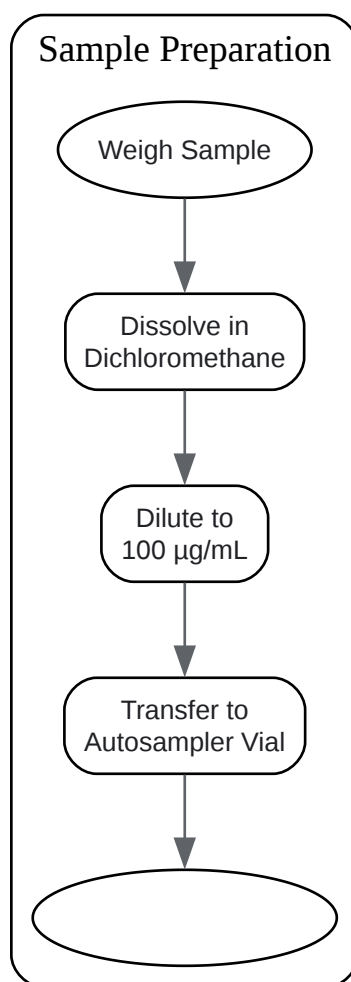 Sample Preparation
Weigh Sample
Dissolve in
Dichloromethane
Dilute to
100 µg/mL
Transfer to
Autosampler Vial